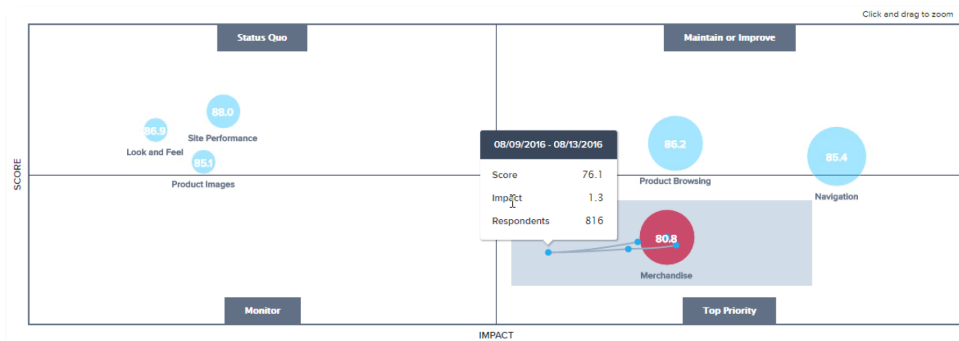 Click and drag to zoom
Status Quo
Maintain or Improve
88.0
86.9
Site Performance
Look and Feel
85.1
Product Images
08/09/2016 - 08/13/2016
Score 76.1
Impact 1.3
Respondents 816
86.2
Product Browsing
85.4
Navigation
80.8
Merchandise
Monitor
Top Priority
SCORE
IMPACT